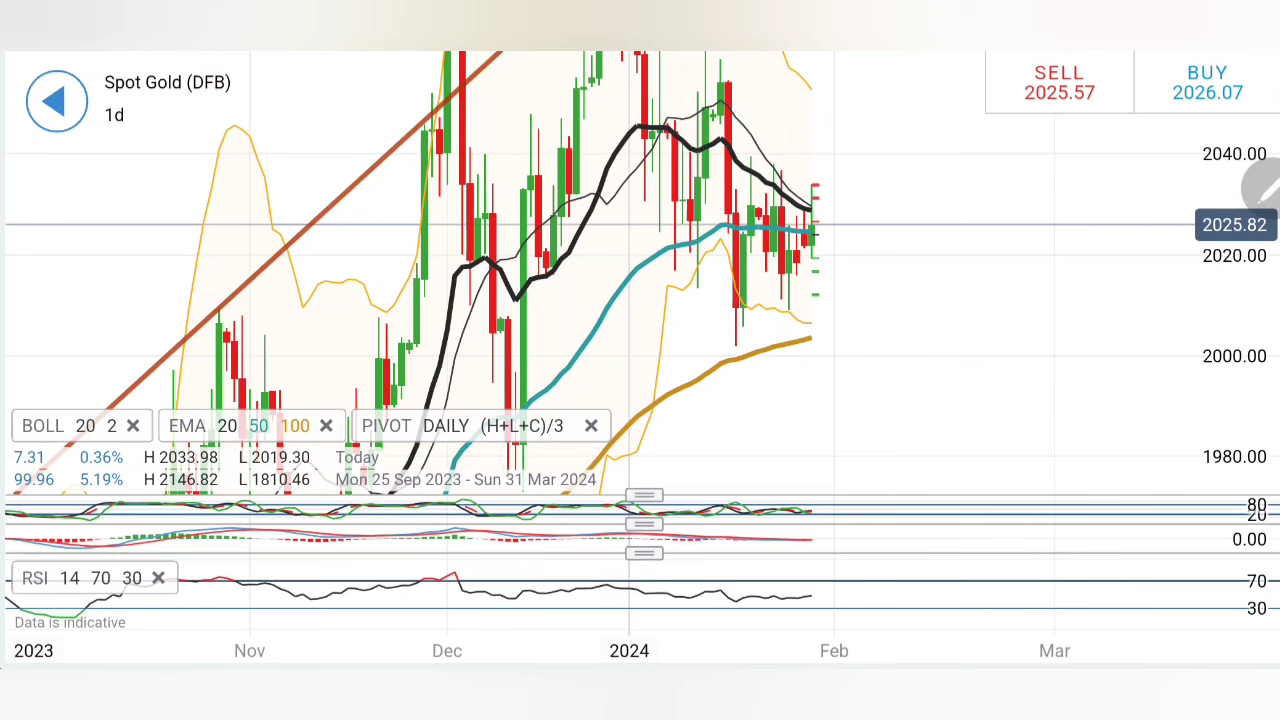 Spot Gold (DFB)
1d
SELL
2025.57
BUY
2026.07
2040.00
2025.82
2020.00
2000.00
1980.00
BOLL 20 2
EMA 20 50 100
PIVOT DAILY (H+L+C)/3
7.31 0.36% H 2033.98 L 2019.30 Today
99.96 5.19% H 2146.82 L 1810.46 Mon 25 Sep 2023 - Sun 31 Mar 2024
80
20
0.00
RSI 14 70 30
70
30
Data is indicative
2023 Nov Dec 2024 Feb Mar